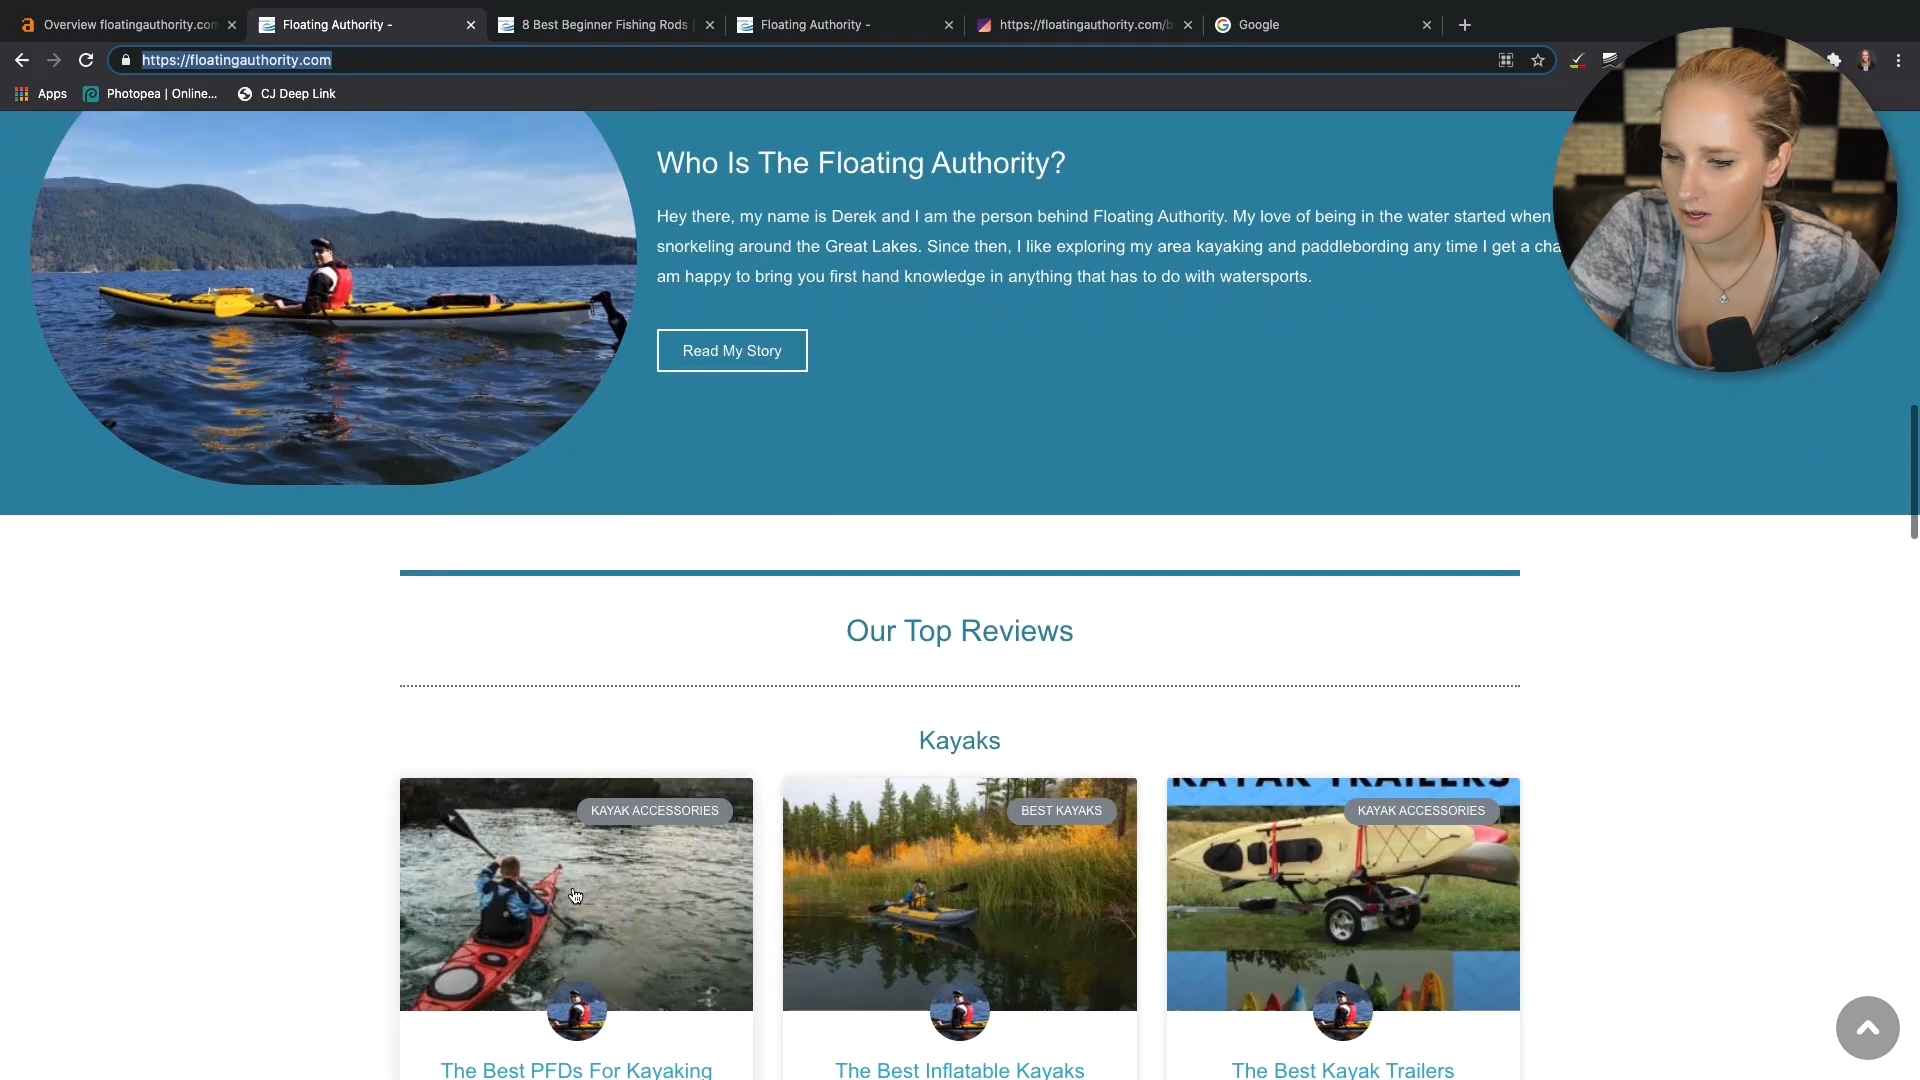 Overview floatingauthority.com
Floating Authority -
8 Best Beginner Fishing Rods
Floating Authority -
https://floatingauthority.com/b
Google
https://floatingauthority.com
Apps
Photopea | Online...
CJ Deep Link
Who Is The Floating Authority?
Hey there, my name is Derek and I am the person behind Floating Authority. My love of being in the water started when
snorkeling around the Great Lakes. Since then, I like exploring my area kayaking and paddlebording any time I get a cha
am happy to bring you first hand knowledge in anything that has to do with watersports.
Read My Story
Our Top Reviews
Kayaks
KAYAK ACCESSORIES
BEST KAYAKS
KAYAK TRAILERS
KAYAK ACCESSORIES
The Best PFDs For Kayaking
The Best Inflatable Kayaks
The Best Kayak Trailers